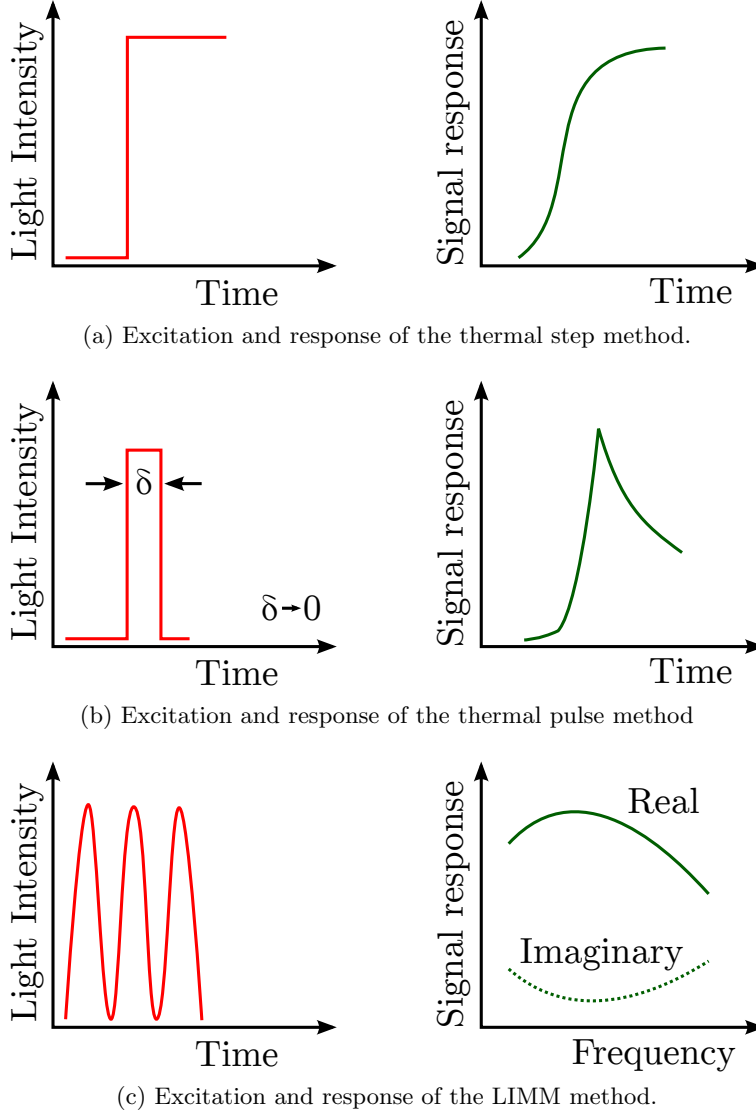 Light Intensity
Time
Signal response
Time
(a) Excitation and response of the thermal step method.
Light Intensity
δ
δ→0
Time
Signal response
Time
(b) Excitation and response of the thermal pulse method
Light Intensity
Time
Signal response
Real
Imaginary
Frequency
(c) Excitation and response of the LIMM method.